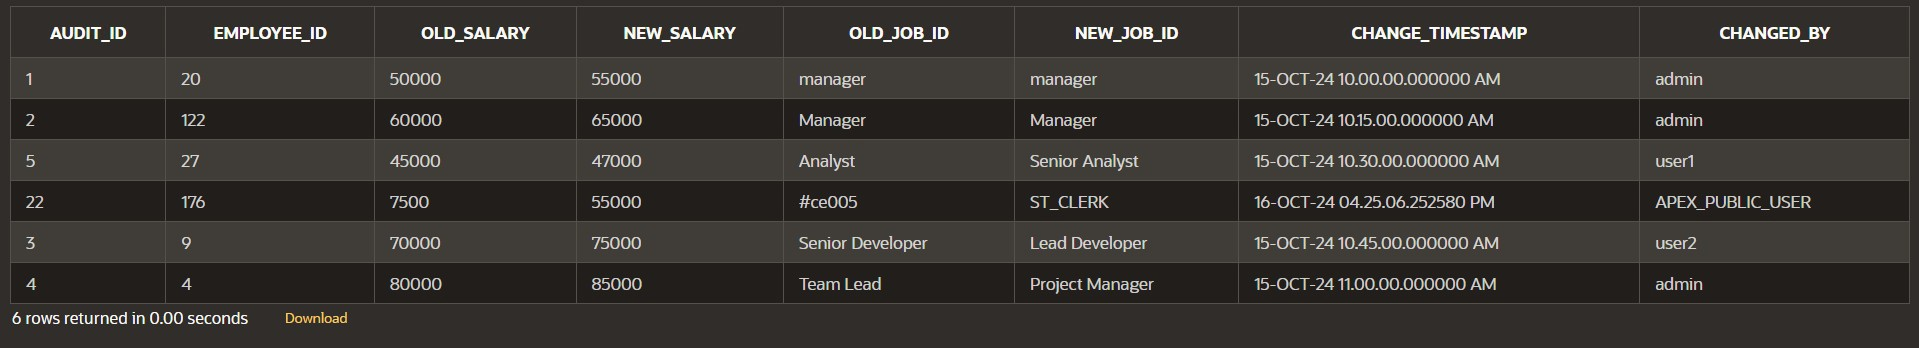 AUDIT_ID EMPLOYEE_ID OLD_SALARY NEW_SALARY OLD_JOB_ID NEW_JOB_ID CHANGE_TIMESTAMP CHANGED_BY
1 20 50000 55000 manager manager 15-OCT-24 10.00.00.000000 AM admin
2 122 60000 65000 Manager Manager 15-OCT-24 10.15.00.000000 AM admin
5 27 45000 47000 Analyst Senior Analyst 15-OCT-24 10.30.00.000000 AM user1
22 176 7500 55000 #ce005 ST_CLERK 16-OCT-24 04.25.06.252580 PM APEX_PUBLIC_USER
3 9 70000 75000 Senior Developer Lead Developer 15-OCT-24 10.45.00.000000 AM user2
4 4 80000 85000 Team Lead Project Manager 15-OCT-24 11.00.00.000000 AM admin
6 rows returned in 0.00 seconds Download